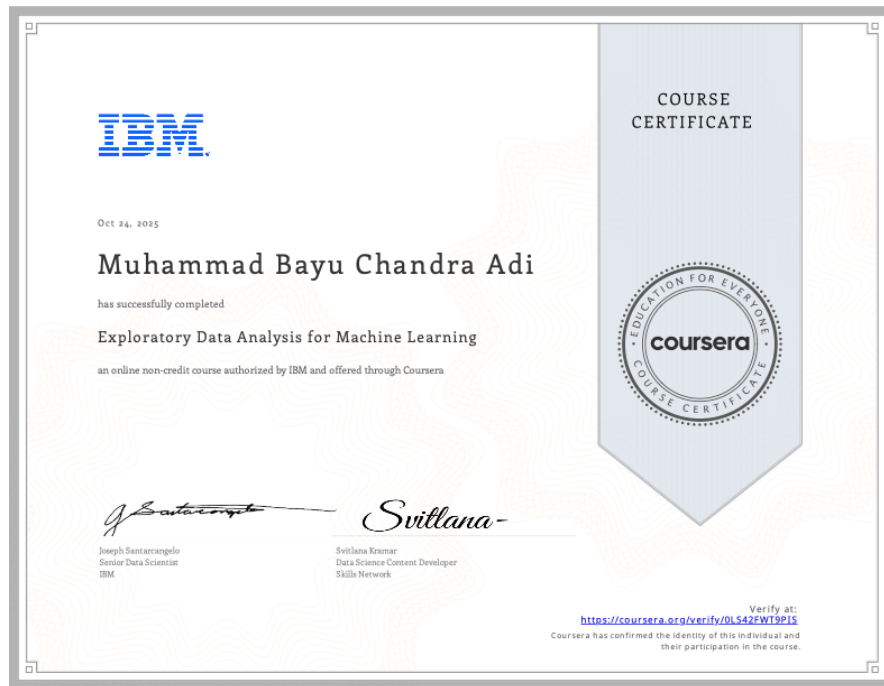 IBM
COURSE
CERTIFICATE
Oct 24, 2025
Muhammad Bayu Chandra Adi
has successfully completed
Exploratory Data Analysis for Machine Learning
an online non-credit course authorized by IBM and offered through Coursera
EDUCATION FOR EVERYONE
coursera
COURSE CERTIFICATE
G Santarcangelo
Svitlana
Joseph Santarcangelo
Senior Data Scientist
IBM
Svitlana Kramar
Data Science Content Developer
Skills Network
Verify at:
https://coursera.org/verify/0LS42FWT9PIS
Coursera has confirmed the identity of this individual and
their participation in the course.